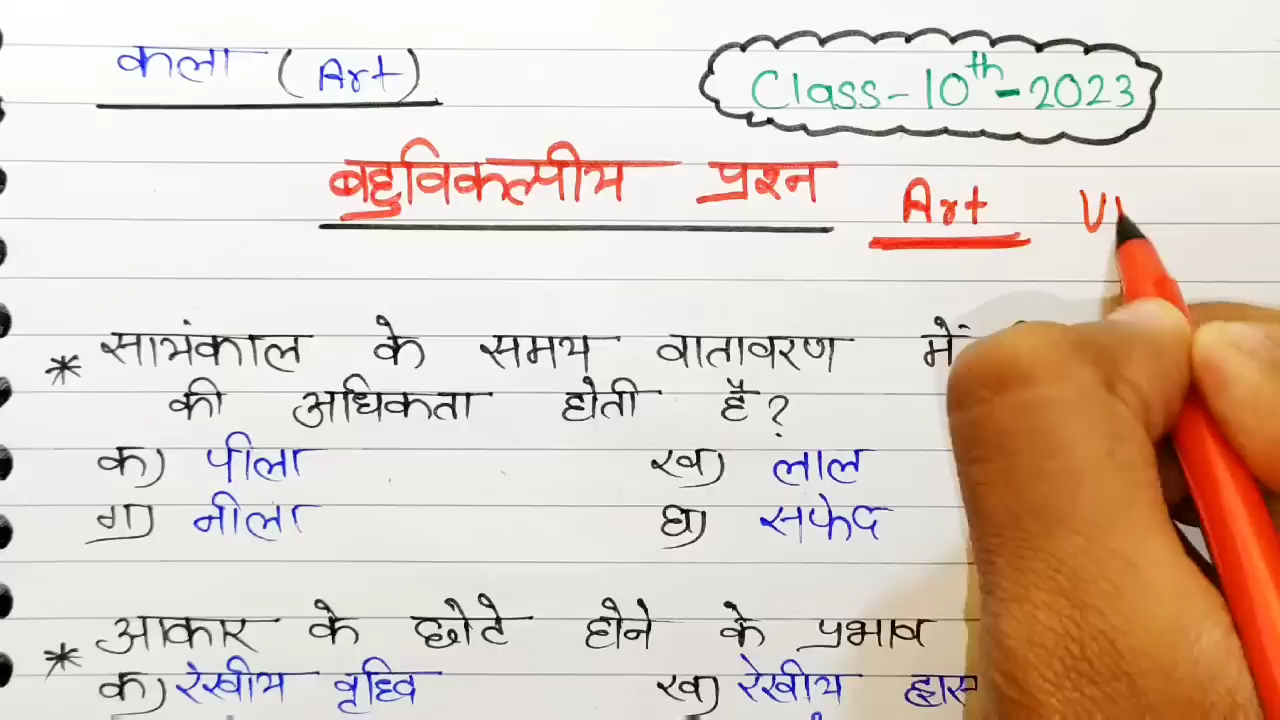 कला (Art)
Class-10th-2023
बहुविकल्पीय प्रश्न Art
* सायंकाल के समय वातावरण में
की अधिकता होती है?
क) पीला ख) लाल
ग) नीला घ) सफेद
* आकार के छोटे होने के प्रभाव
क) रेखीय वृध्दि ख) रेखीय ह्रास